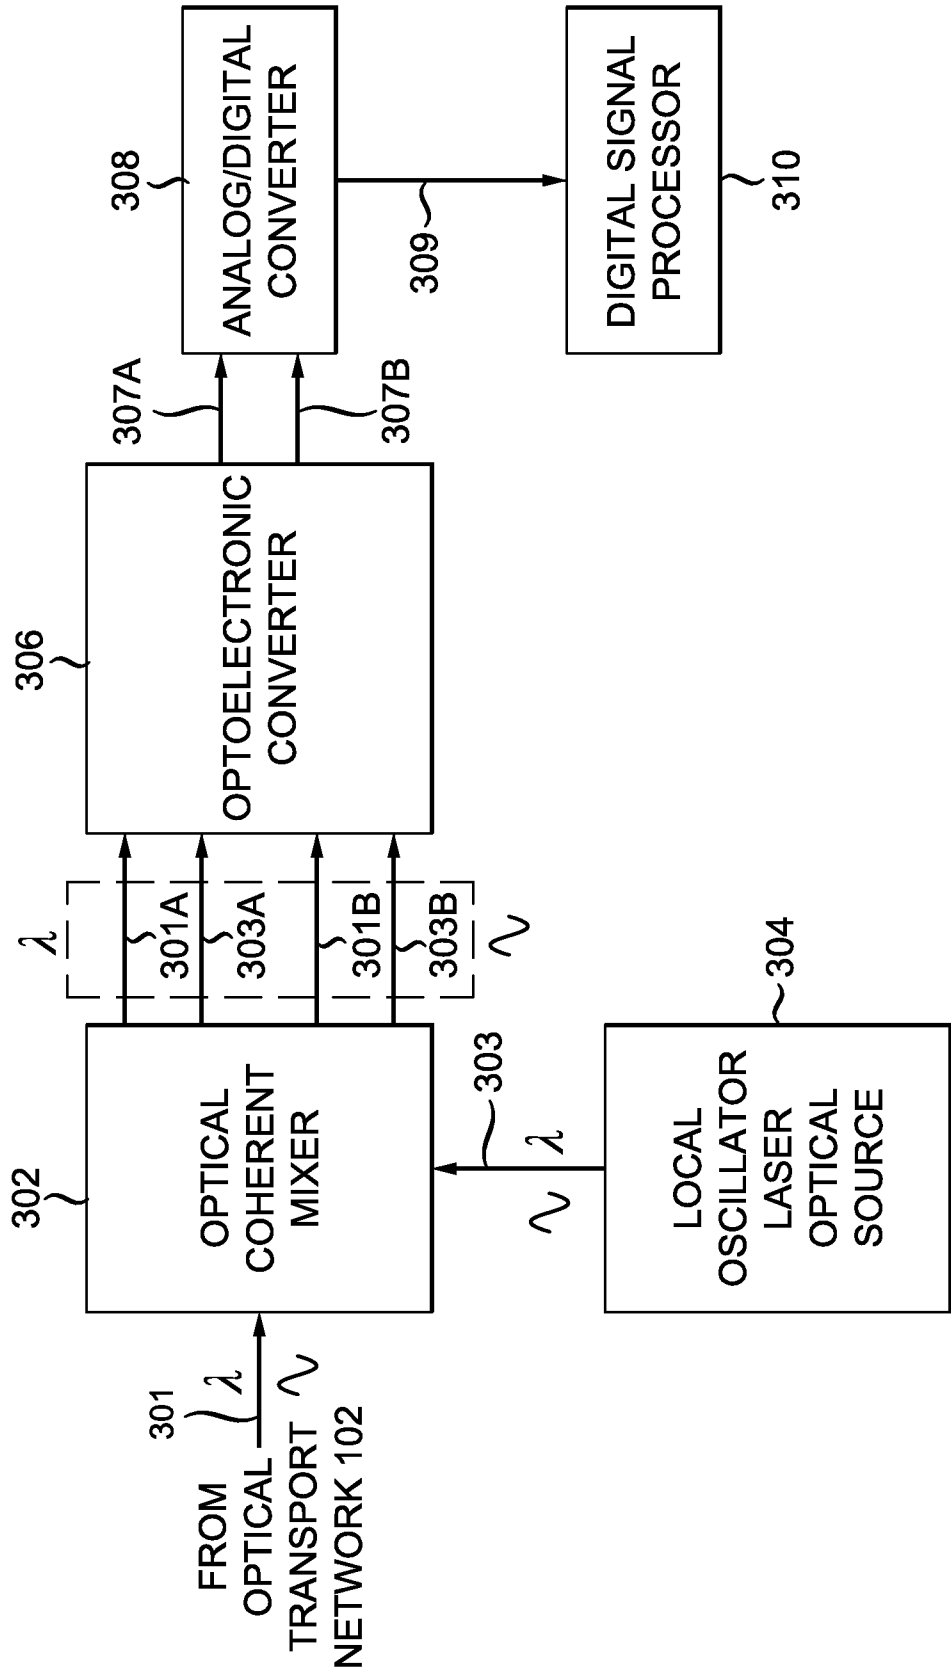 FROM
OPTICAL
TRANSPORT
NETWORK 102
301
λ
302
OPTICAL
COHERENT
MIXER
303
λ
304
LOCAL
OSCILLATOR
LASER
OPTICAL
SOURCE
λ
301A
303A
301B
303B
306
OPTOELECTRONIC
CONVERTER
307A
307B
308
ANALOG/DIGITAL
CONVERTER
309
DIGITAL SIGNAL
PROCESSOR
310